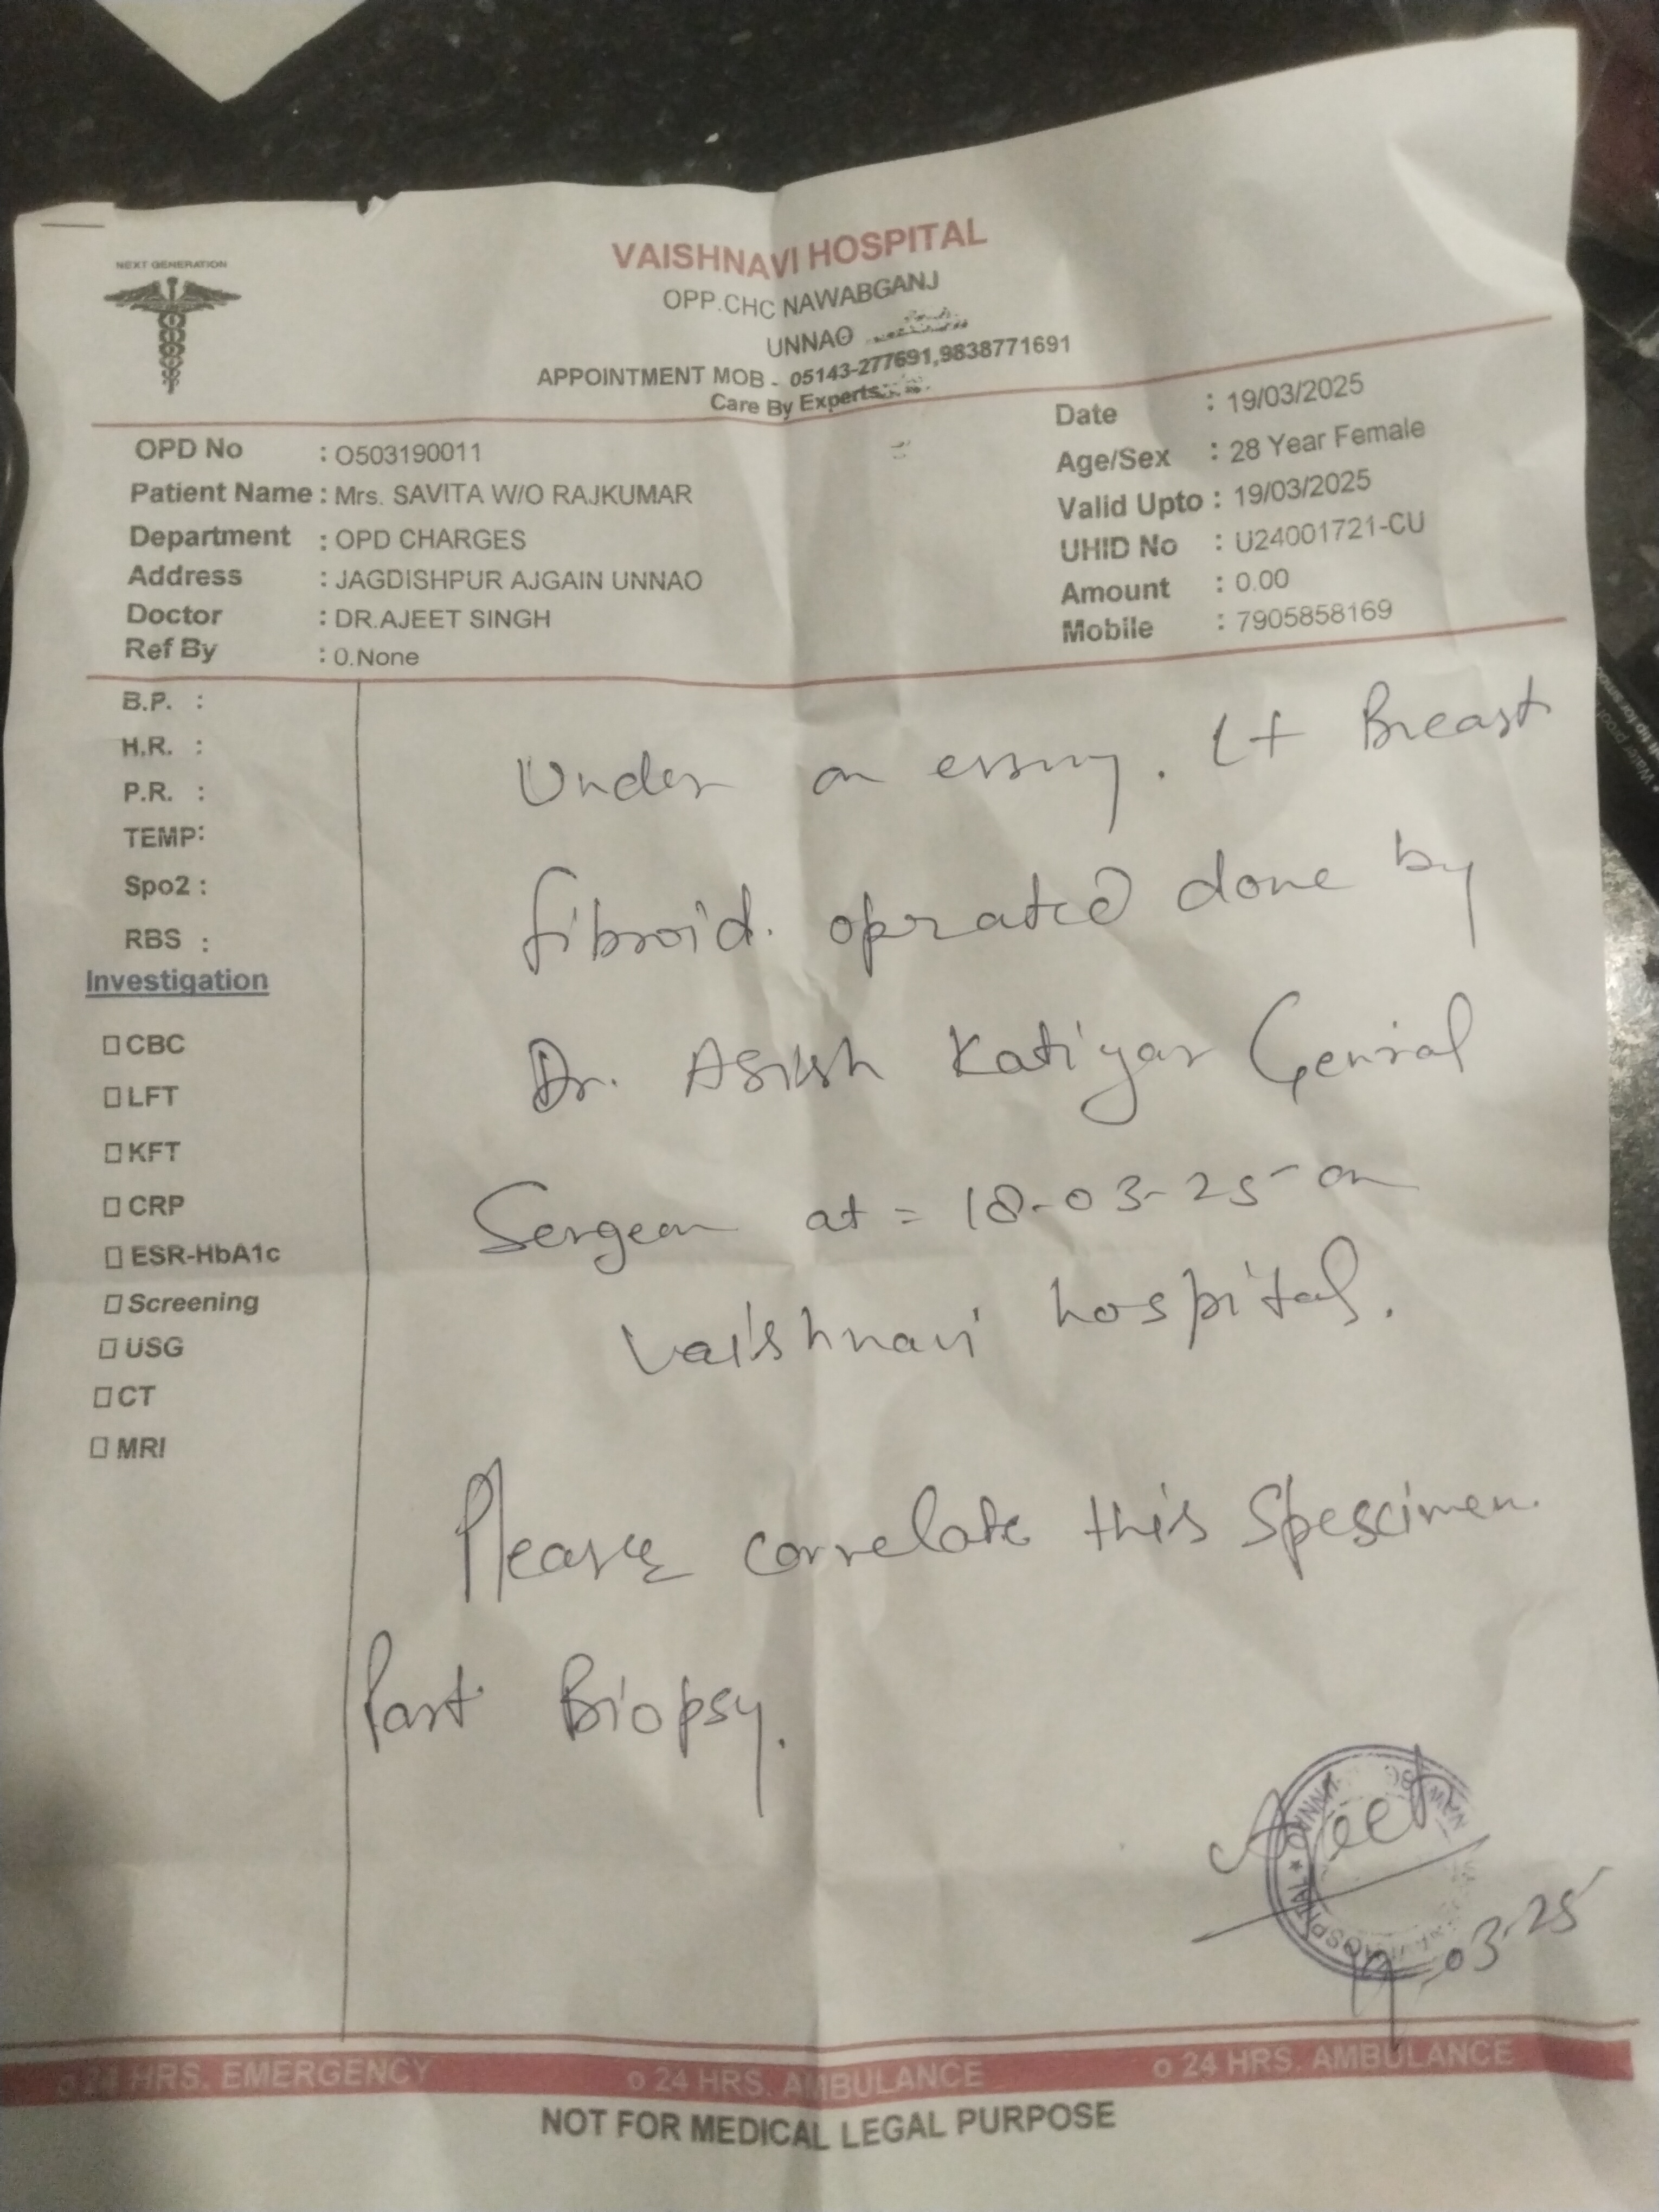 NEXT GENERATION
VAISHNAVI HOSPITAL
OPP.CHC NAWABGANJ
UNNAO
APPOINTMENT MOB - 05143-277691,9838771691
Care By Experts
OPD No : O503190011
Patient Name : Mrs. SAVITA W/O RAJKUMAR
Department : OPD CHARGES
Address : JAGDISHPUR AJGAIN UNNAO
Doctor : DR.AJEET SINGH
Ref By : 0.None
Date : 19/03/2025
Age/Sex : 28 Year Female
Valid Upto : 19/03/2025
UHID No : U24001721-CU
Amount : 0.00
Mobile : 7905858169
B.P. :
H.R. :
P.R. :
TEMP:
Spo2 :
RBS :
Investigation
CBC
LFT
KFT
CRP
ESR-HbA1c
Screening
USG
CT
MRI
Under . Lt Breast
fibroid. oprated done by
Dr. Katiyar Genral
Sergeon at = 18-03-25 on
Vaishnavi hospital.
Please correlate this Spescimen.
Part Biopsy.
Ajeet
19-03-25
24 HRS. EMERGENCY
o 24 HRS. AMBULANCE
o 24 HRS. AMBULANCE
NOT FOR MEDICAL LEGAL PURPOSE